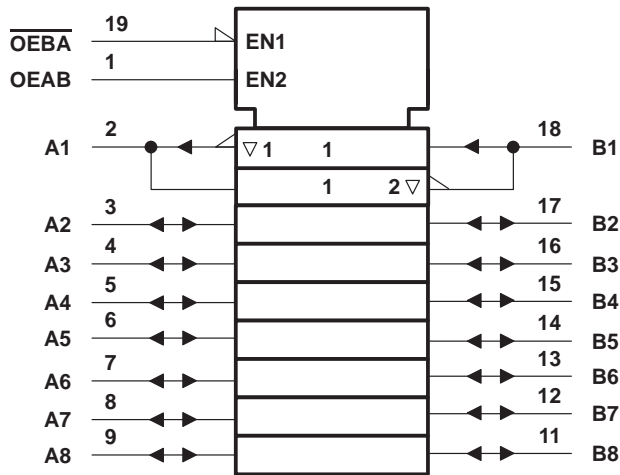 OEBA 19 EN1
OEAB 1 EN2
A1 2 ▽ 1 1 18 B1
1 2 ▽
A2 3 17 B2
A3 4 16 B3
A4 5 15 B4
A5 6 14 B5
A6 7 13 B6
A7 8 12 B7
A8 9 11 B8